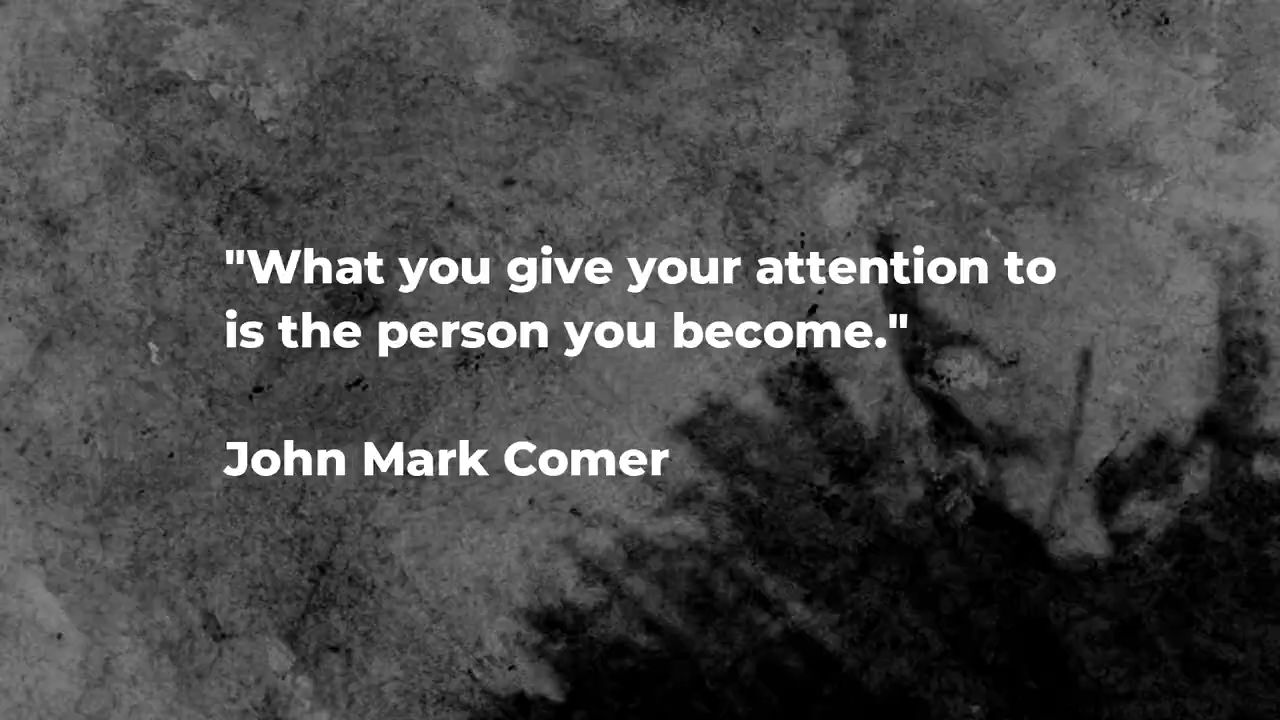 "What you give your attention to
is the person you become."
John Mark Comer